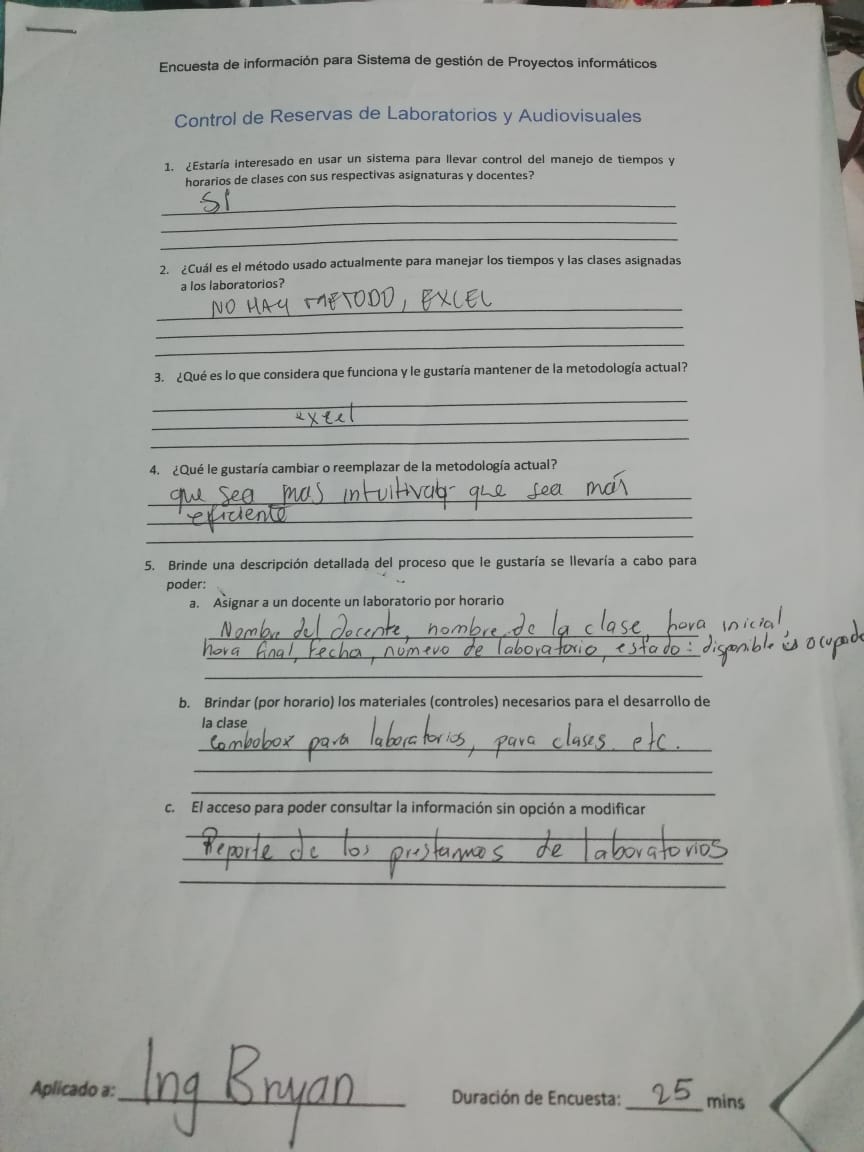 Encuesta de información para Sistema de gestión de Proyectos informáticos
Control de Reservas de Laboratorios y Audiovisuales
1. ¿Estaría interesado en usar un sistema para llevar control del manejo de tiempos y
horarios de clases con sus respectivas asignaturas y docentes?
SI
2. ¿Cuál es el método usado actualmente para manejar los tiempos y las clases asignadas
a los laboratorios?
NO HAY METODO, EXCEL
3. ¿Qué es lo que considera que funciona y le gustaría mantener de la metodología actual?
excel
4. ¿Qué le gustaría cambiar o reemplazar de la metodología actual?
que sea mas intuitiva y que sea más
eficiente
5. Brinde una descripción detallada del proceso que le gustaría se llevaría a cabo para
poder:
a. Asignar a un docente un laboratorio por horario
Nombre del docente, nombre de la clase, hora inicial,
hora final, fecha, número de laboratorio, estado: disponible ocupado
b. Brindar (por horario) los materiales (controles) necesarios para el desarrollo de
la clase
Combobox para laboratorios, para clases. etc.
c. El acceso para poder consultar la información sin opción a modificar
Reporte de los prestamos de laboratorios
Aplicado a: Ing Bryan Duración de Encuesta: 25 mins